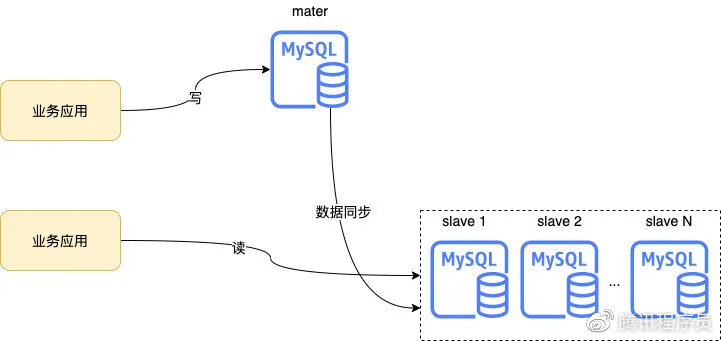 mater
MySQL
业务应用
写
数据同步
业务应用
读
slave 1
slave 2
slave N
MySQL
MySQL
...
MySQL
腾讯程序员